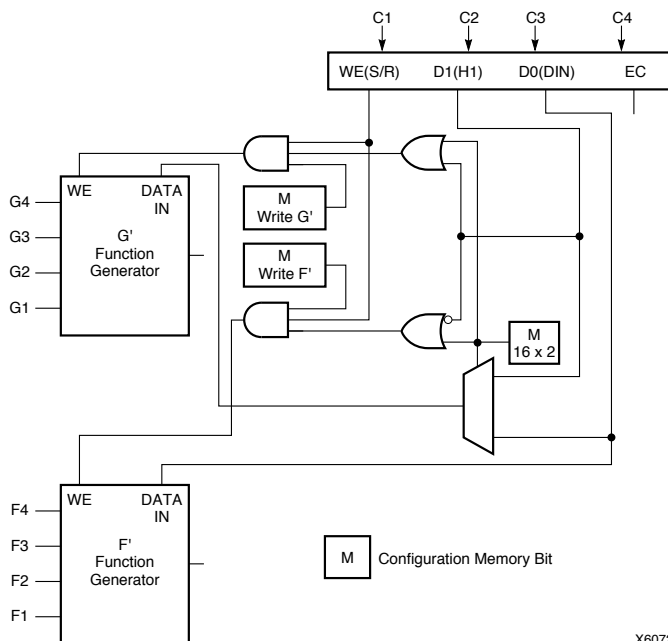 C1 C2 C3 C4
WE(S/R) D1(H1) D0(DIN) EC
WE DATA
IN
G4
G3
G2
G1
G'
Function
Generator
M
Write G'
M
Write F'
M
16 x 2
WE DATA
IN
F4
F3
F2
F1
F'
Function
Generator
M Configuration Memory Bit